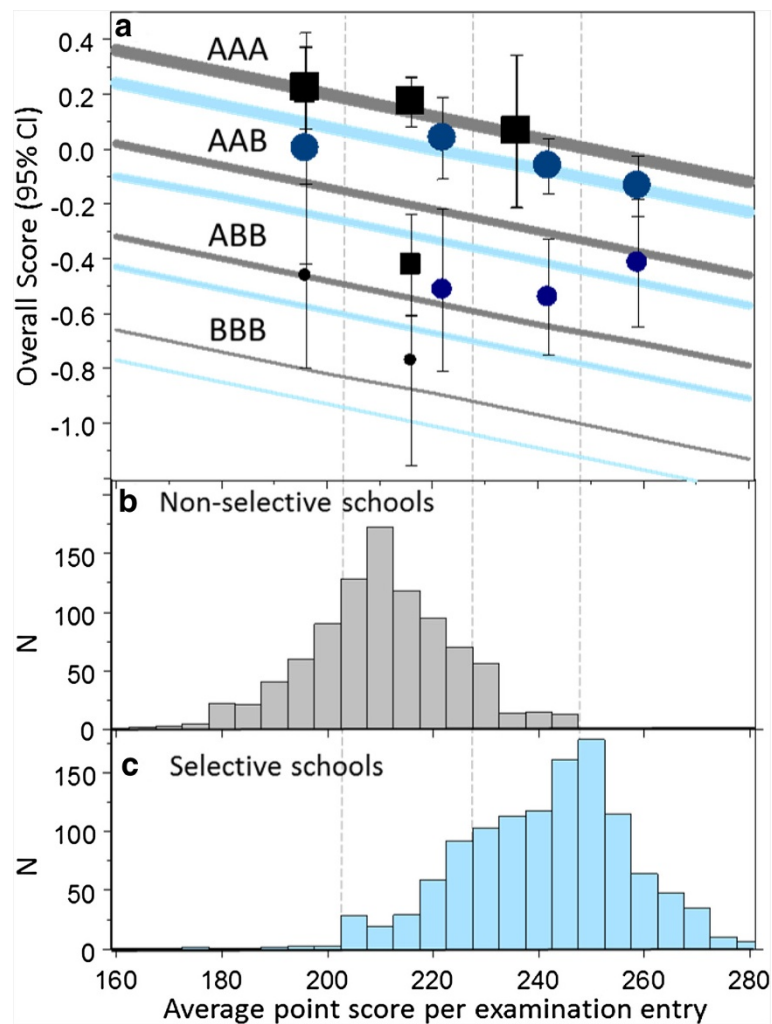 a
0.4
0.2
0.0
-0.2
-0.4
-0.6
-0.8
-1.0
Overall Score (95% CI)
AAA
AAB
ABB
BBB
b Non-selective schools
150
100
50
0
N
c Selective schools
150
100
50
0
N
160 180 200 220 240 260 280
Average point score per examination entry